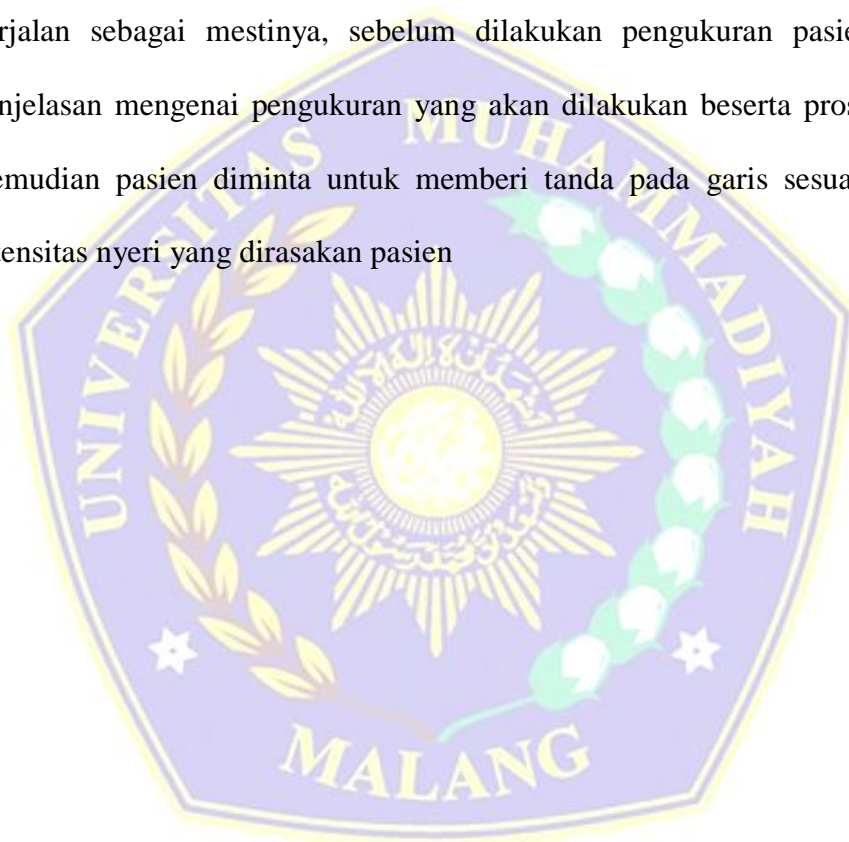 rjalan sebagai mestinya, sebelum dilakukan pengukuran pasie
njelasan mengenai pengukuran yang akan dilakukan beserta pros
emudian pasien diminta untuk memberi tanda pada garis sesua
tensitas nyeri yang dirasakan pasien
UNIVERSITAS MUHAMMADIYAH
MALANG